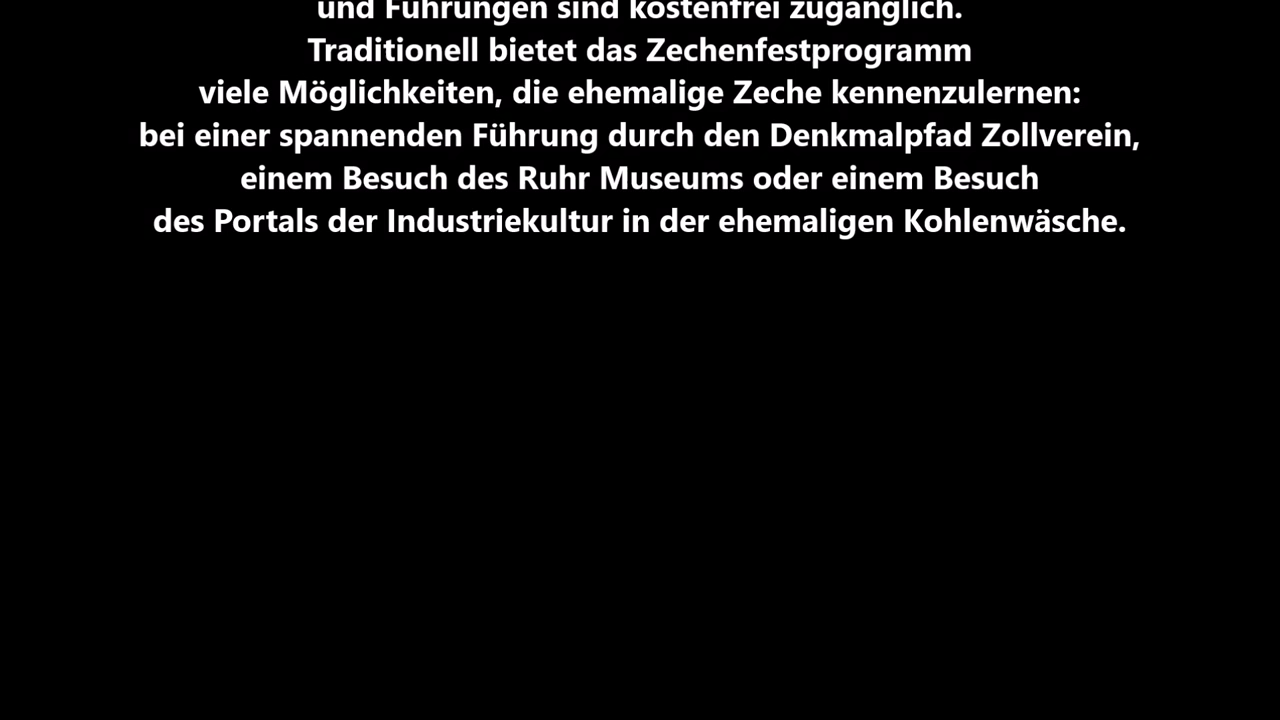 und Führungen sind kostenfrei zugänglich.
Traditionell bietet das Zechenfestprogramm
viele Möglichkeiten, die ehemalige Zeche kennenzulernen:
bei einer spannenden Führung durch den Denkmalpfad Zollverein,
einem Besuch des Ruhr Museums oder einem Besuch
des Portals der Industriekultur in der ehemaligen Kohlenwäsche.